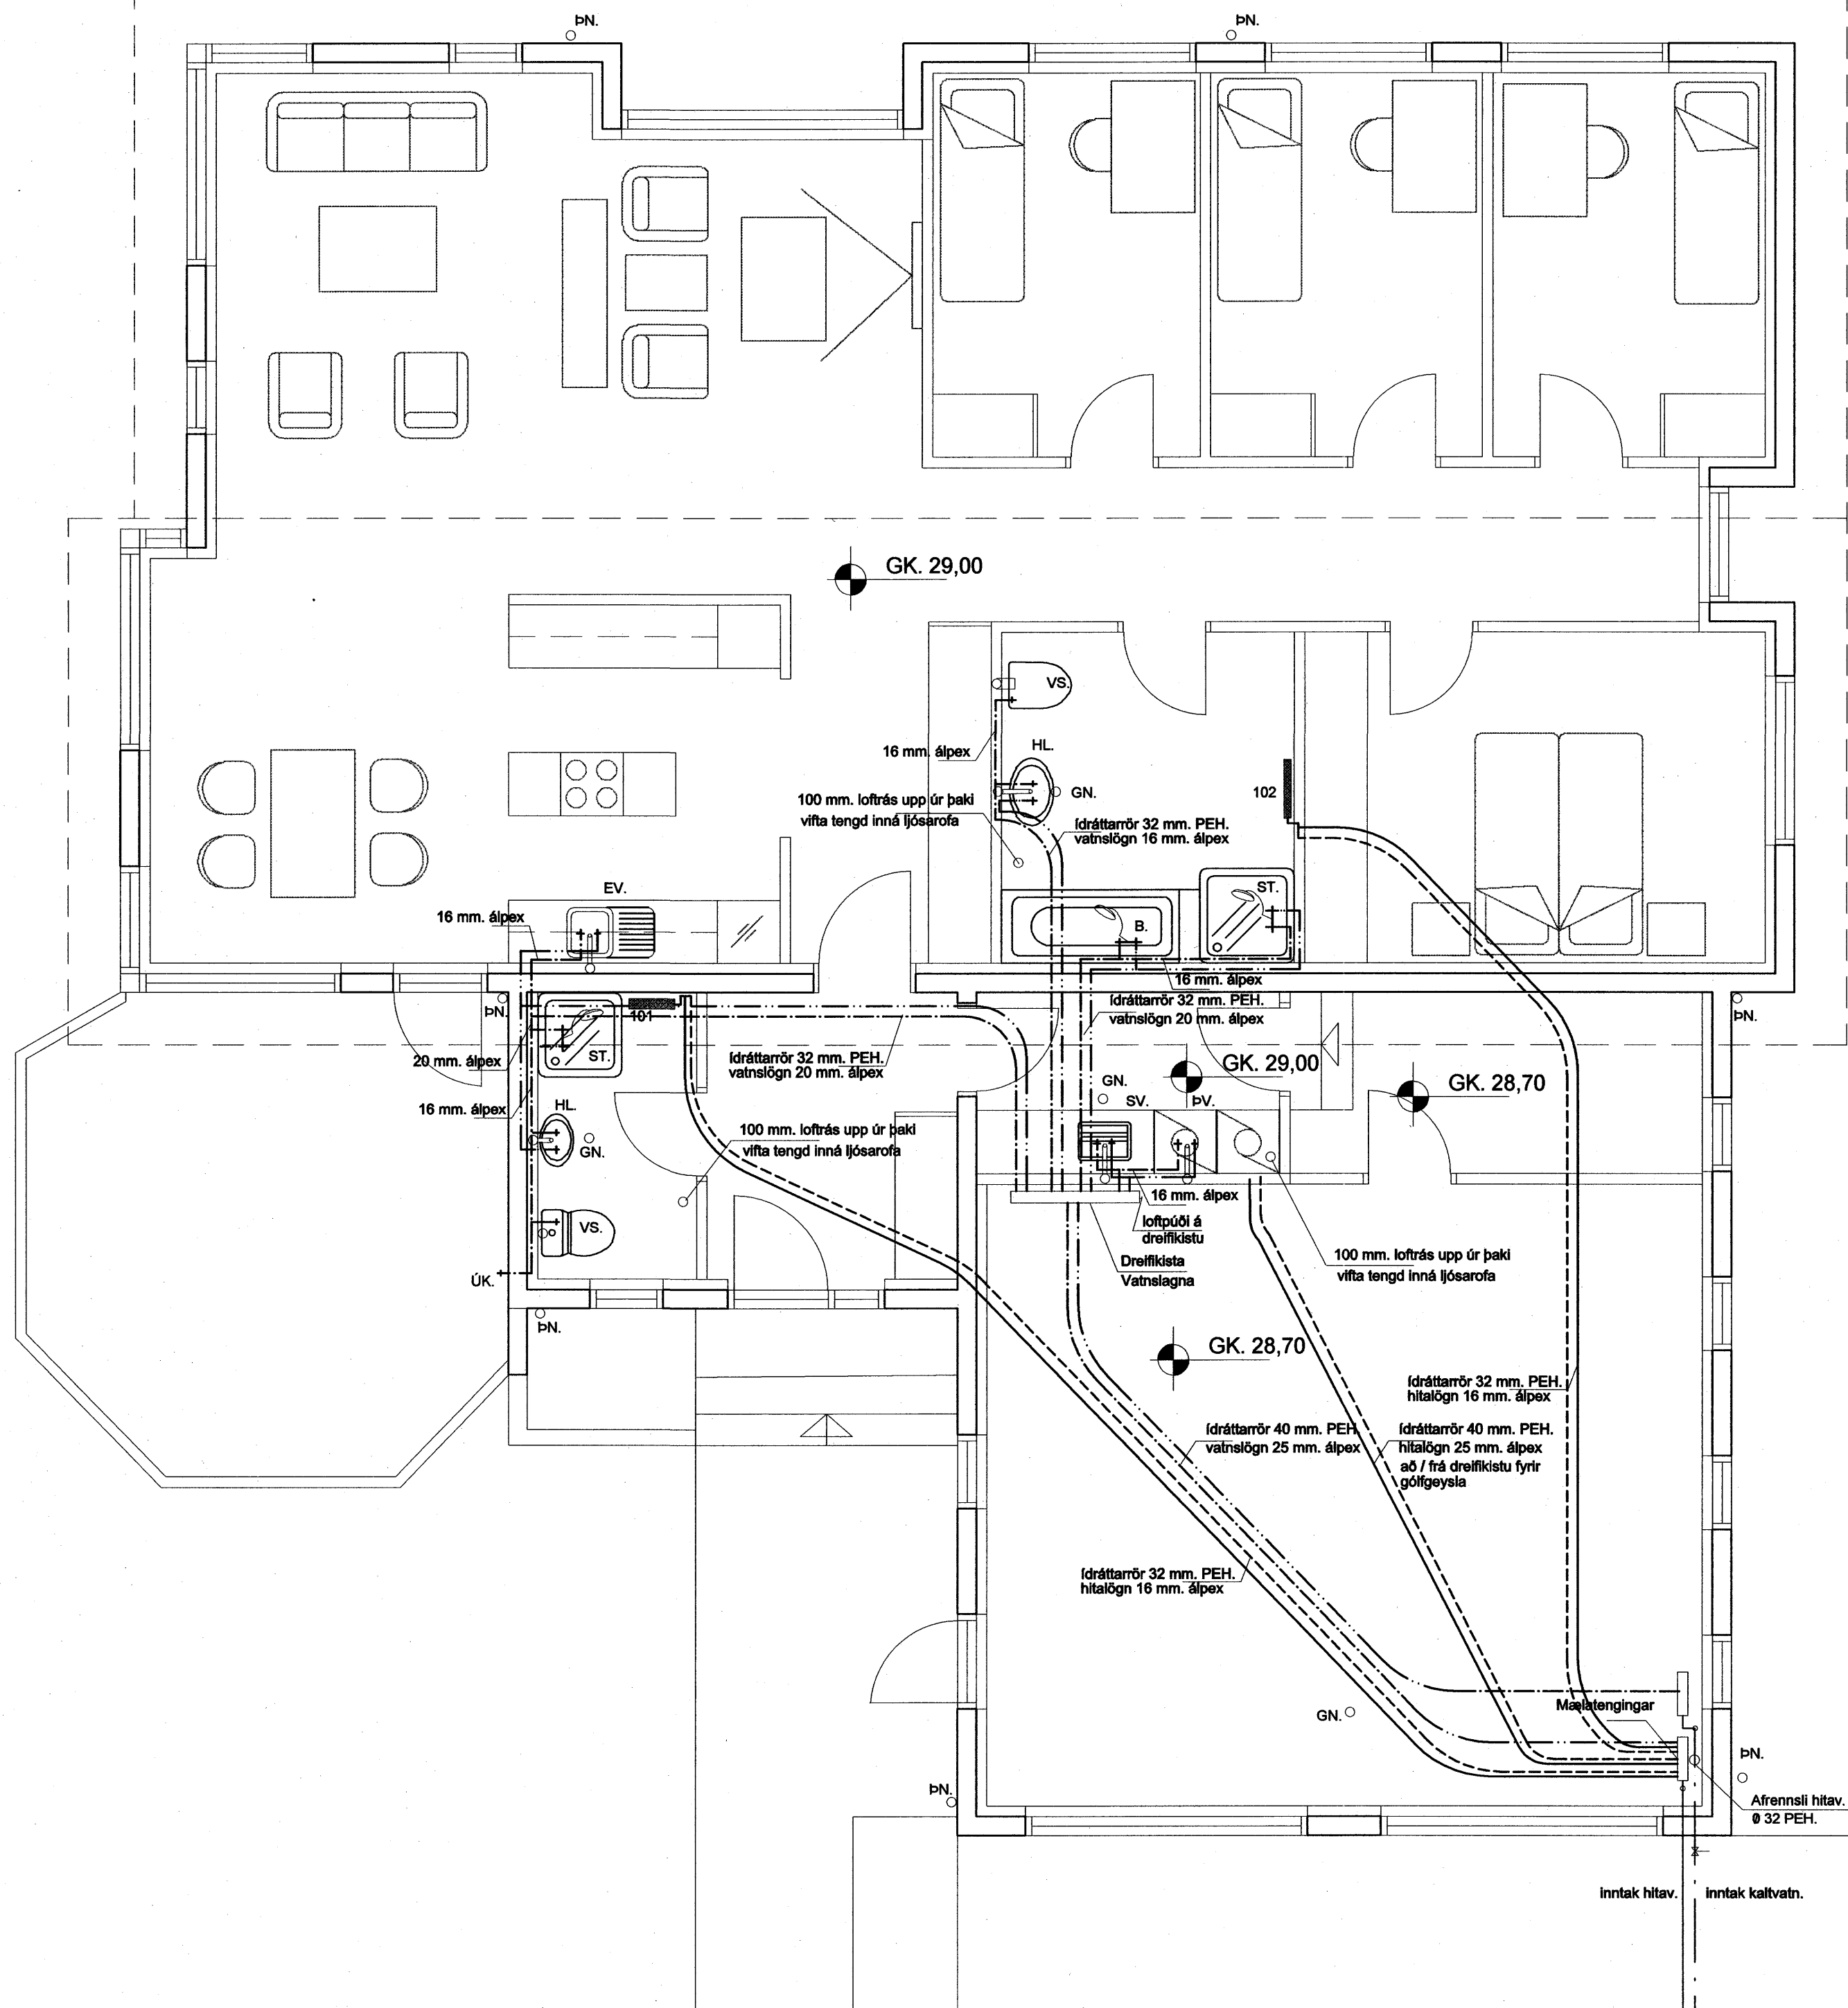 ÞN.
ÞN.
GK. 29,00
VS.
HL.
16 mm. álpex
GN.
102
100 mm. loftrás upp úr þaki
vifta tengd inná ljósarofa
ídráttarrör 32 mm. PEH.
vatnslögn 16 mm. álpex
EV.
ST.
16 mm. álpex
B.
16 mm. álpex
ídráttarrör 32 mm. PEH.
vatnslögn 20 mm. álpex
ÞN.
101
ÞN.
ST.
20 mm. álpex
ídráttarrör 32 mm. PEH.
vatnslögn 20 mm. álpex
GK. 29,00
GK. 28,70
GN.
SV.
ÞV.
16 mm. álpex
HL.
GN.
100 mm. loftrás upp úr þaki
vifta tengd inná ljósarofa
16 mm. álpex
loftpúði á
dreifikistu
VS.
Dreifikista
Vatnslagna
100 mm. loftrás upp úr þaki
vifta tengd inná ljósarofa
ÚK.
ÞN.
GK. 28,70
ídráttarrör 32 mm. PEH.
hitalögn 16 mm. álpex
ídráttarrör 40 mm. PEH
vatnslögn 25 mm. álpex
ídráttarrör 40 mm. PEH.
hitalögn 25 mm. álpex
að / frá dreifikistu fyrir
gólfgeysla
ídráttarrör 32 mm. PEH.
hitalögn 16 mm. álpex
Mælatengingar
GN.
ÞN.
ÞN.
Afrennsli hitav.
Ø 32 PEH.
inntak hitav.
inntak kaltvatn.